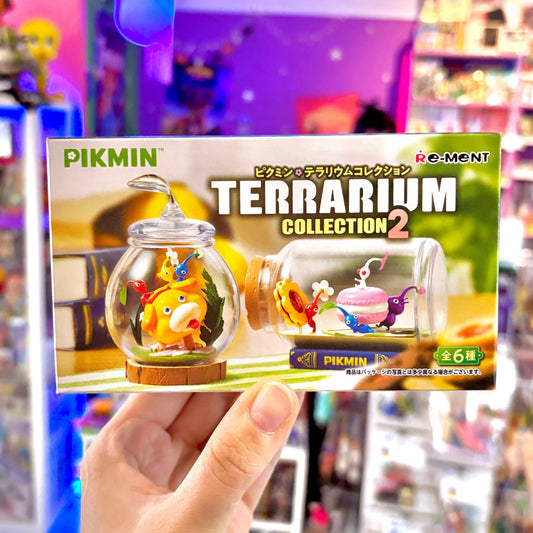 PIKMIN™
Re-MeNT
ピクミン テラリウムコレクション
TERRARIUM
COLLECTION 2
PIKMIN
全6種
商品はパッケージの写真とは多少異なる場合がございます。